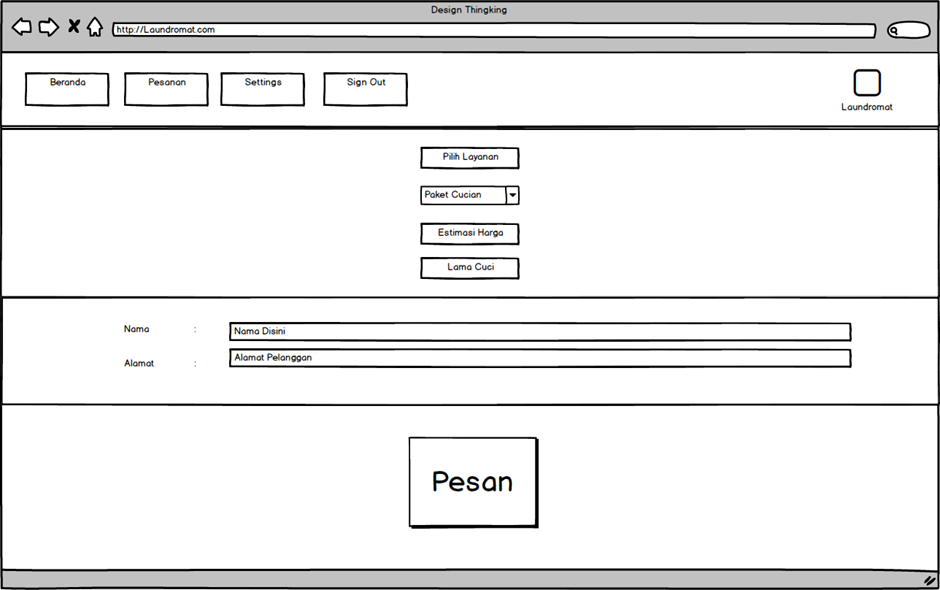 Design Thingking
http://Laundromat.com
Beranda
Pesanan
Settings
Sign Out
Laundromat
Pilih Layanan
Paket Cucian
Estimasi Harga
Lama Cuci
Nama : Nama Disini
Alamat : Alamat Pelanggan
Pesan